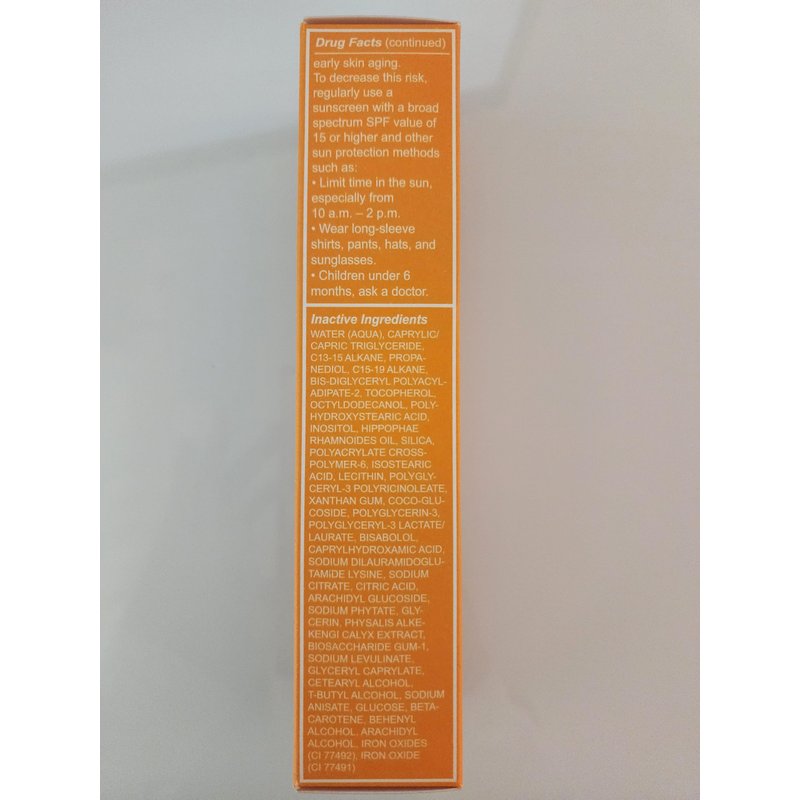 Drug Facts (continued)
early skin aging.
To decrease this risk,
regularly use a
sunscreen with a broad
spectrum SPF value of
15 or higher and other
sun protection methods
such as:
• Limit time in the sun,
especially from
10 a.m. – 2 p.m.
• Wear long-sleeve
shirts, pants, hats, and
sunglasses.
• Children under 6
months, ask a doctor.
Inactive Ingredients
WATER (AQUA), CAPRYLIC/
CAPRIC TRIGLYCERIDE,
C13-15 ALKANE, PROPA-
NEDIOL, C15-19 ALKANE,
BIS-DIGLYCERYL POLYACYL-
ADIPATE-2, TOCOPHEROL,
OCTYLDODECANOL, POLY-
HYDROXYSTEARIC ACID,
INOSITOL, HIPPOPHAE
RHAMNOIDES OIL, SILICA,
POLYACRYLATE CROSS-
POLYMER-6, ISOSTEARIC
ACID, LECITHIN, POLYGLY-
CERYL-3 POLYRICINOLEATE,
XANTHAN GUM, COCO-GLU-
COSIDE, POLYGLYCERIN-3,
POLYGLYCERYL-3 LACTATE/
LAURATE, BISABOLOL,
CAPRYLHYDROXAMIC ACID,
SODIUM DILAURAMIDOGLU-
TAMIDE LYSINE, SODIUM
CITRATE, CITRIC ACID,
ARACHIDYL GLUCOSIDE,
SODIUM PHYTATE, GLY-
CERIN, PHYSALIS ALKE-
KENGI CALYX EXTRACT,
BIOSACCHARIDE GUM-1,
SODIUM LEVULINATE,
GLYCERYL CAPRYLATE,
CETEARYL ALCOHOL,
T-BUTYL ALCOHOL, SODIUM
ANISATE, GLUCOSE, BETA-
CAROTENE, BEHENYL
ALCOHOL, ARACHIDYL
ALCOHOL, IRON OXIDES
(CI 77492), IRON OXIDE
(CI 77491)